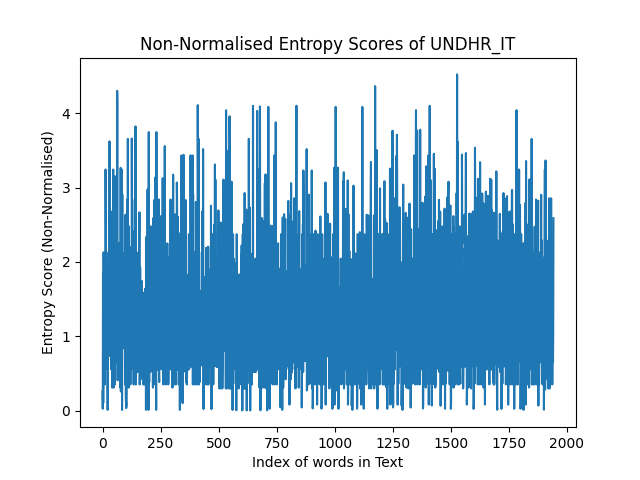 Non-Normalised Entropy Scores of UNDHR_IT
Entropy Score (Non-Normalised)
4
3
2
1
0
0 250 500 750 1000 1250 1500 1750 2000
Index of words in Text